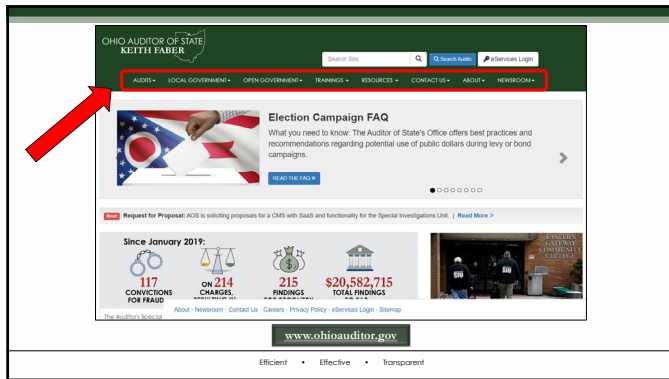 OHIO AUDITOR OF STATE
KEITH FABER
Search Site
Search Audits
eServices Login
AUDITS LOCAL GOVERNMENT OPEN GOVERNMENT TRAININGS RESOURCES CONTACT US ABOUT NEWSROOM
Election Campaign FAQ
What you need to know: The Auditor of State's Office offers best practices and
recommendations regarding potential use of public dollars during levy or bond
campaigns.
READ THE FAQ »
New! Request for Proposal: AOS is soliciting proposals for a CMS with SaaS and functionality for the Special Investigations Unit. | Read More »
Since January 2019:
117
CONVICTIONS
FOR FRAUD
ON 214
CHARGES,
RESULTING IN
215
FINDINGS
FOR RECOVERY
$20,582,715
TOTAL FINDINGS
SO FAR
EASTERN
GATEWAY
COMMUNITY
COLLEGE
SIU
SIU
The Auditor's Special
About - Newsroom - Contact Us - Careers - Privacy Policy - eServices Login - Sitemap
www.ohioauditor.gov
Efficient • Effective • Transparent